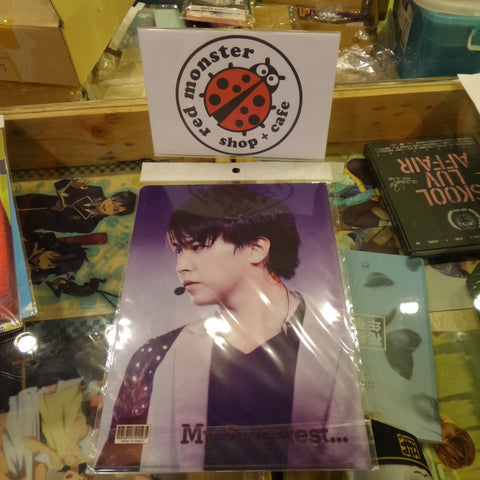 red monster
shop + cafe
SKOOL
LUV
AFFAIR
My Sweetest...